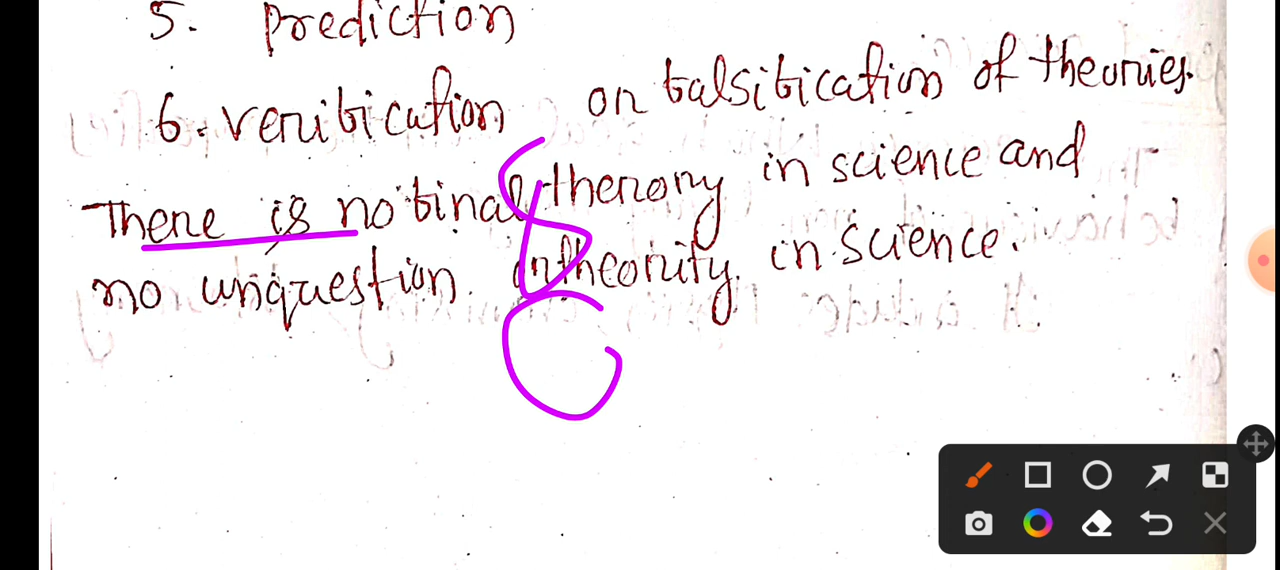 5. Prediction
6. verification or falsification of theories.
There is no final theory in science and
no unquestion authority in science.